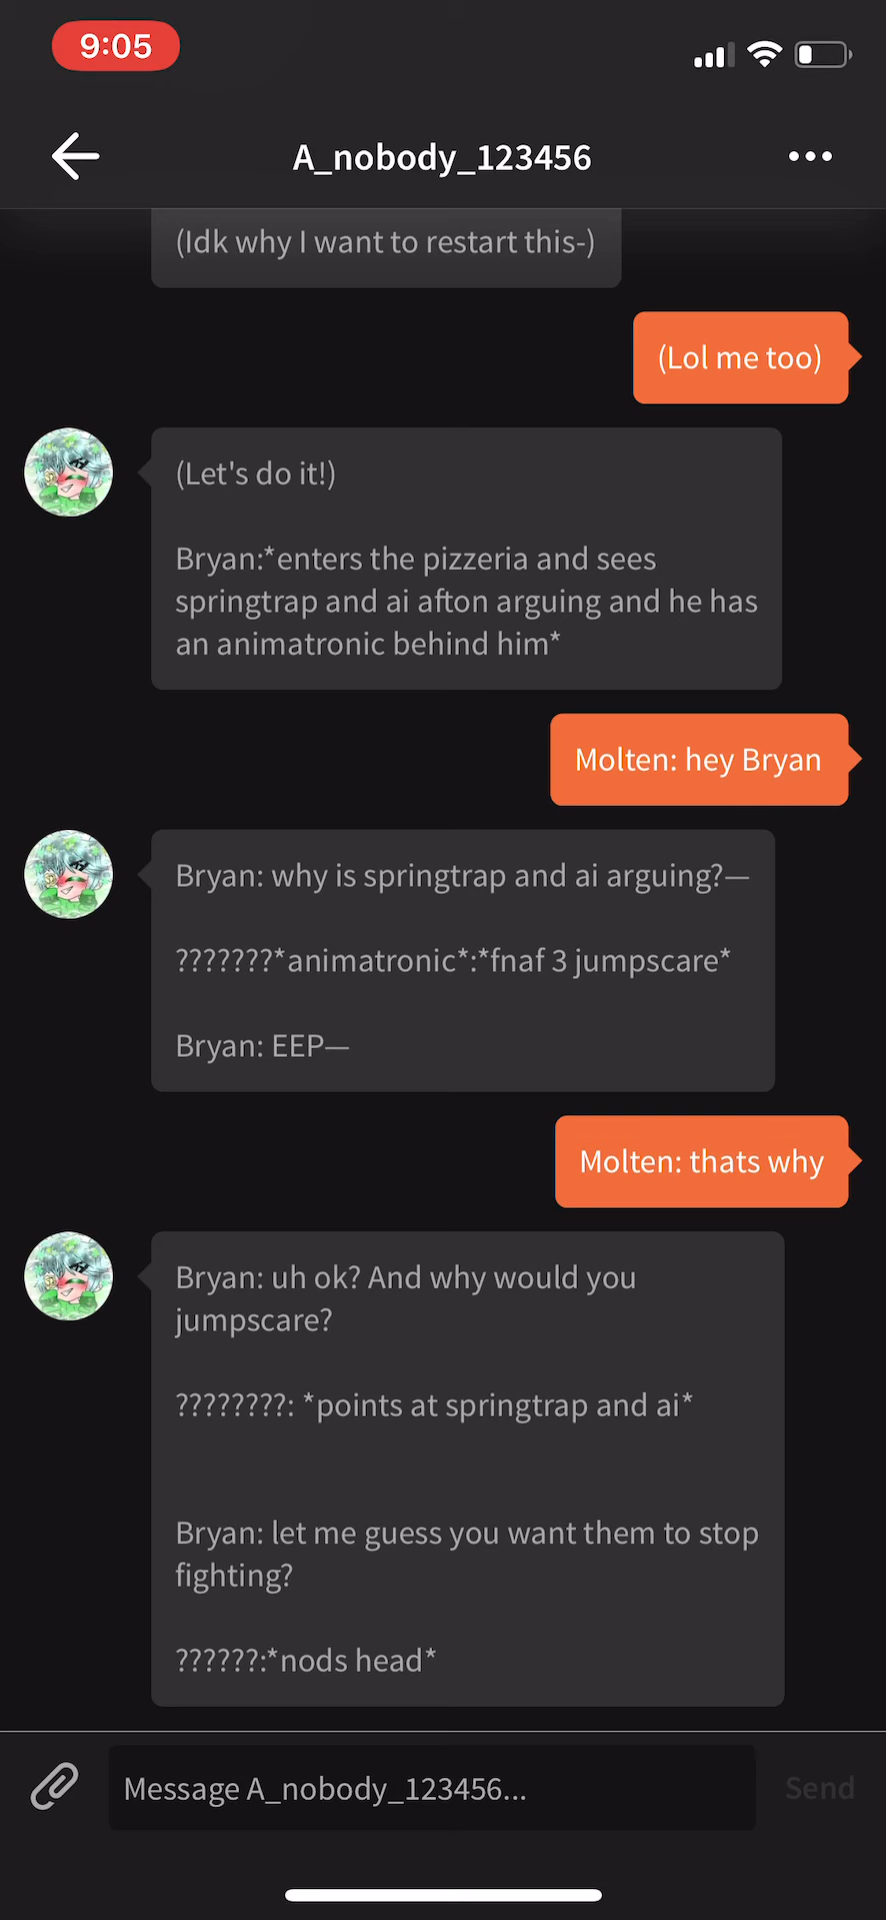 9:05
A_nobody_123456
(Idk why I want to restart this-)
(Lol me too)
(Let's do it!)
Bryan:*enters the pizzeria and sees
springtrap and ai afton arguing and he has
an animatronic behind him*
Molten: hey Bryan
Bryan: why is springtrap and ai arguing?—
???????*animatronic*:*fnaf 3 jumpscare*
Bryan: EEP—
Molten: thats why
Bryan: uh ok? And why would you
jumpscare?
????????: *points at springtrap and ai*
Bryan: let me guess you want them to stop
fighting?
??????:*nods head*
Message A_nobody_123456...
Send